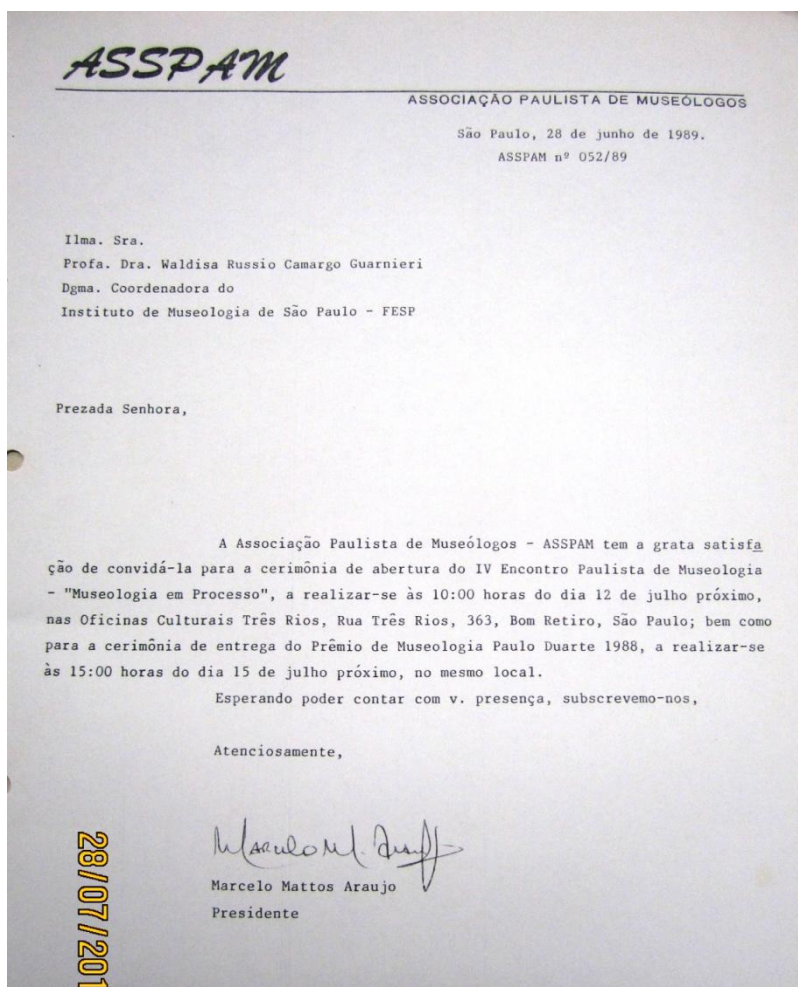 ASSPAM
ASSOCIAÇÃO PAULISTA DE MUSEÓLOGOS
São Paulo, 28 de junho de 1989.
ASSPAM nº 052/89
Ilma. Sra.
Profa. Dra. Waldisa Russio Camargo Guarnieri
Dgma. Coordenadora do
Instituto de Museologia de São Paulo - FESP
Prezada Senhora,
A Associação Paulista de Museólogos - ASSPAM tem a grata satisfa
ção de convidá-la para a cerimônia de abertura do IV Encontro Paulista de Museologia
- "Museologia em Processo", a realizar-se às 10:00 horas do dia 12 de julho próximo,
nas Oficinas Culturais Três Rios, Rua Três Rios, 363, Bom Retiro, São Paulo; bem como
para a cerimônia de entrega do Prêmio de Museologia Paulo Duarte 1988, a realizar-se
às 15:00 horas do dia 15 de julho próximo, no mesmo local.
Esperando poder contar com v. presença, subscrevemo-nos,
Atenciosamente,
Marcelo M. Araujo
Marcelo Mattos Araujo
Presidente
28/07/201